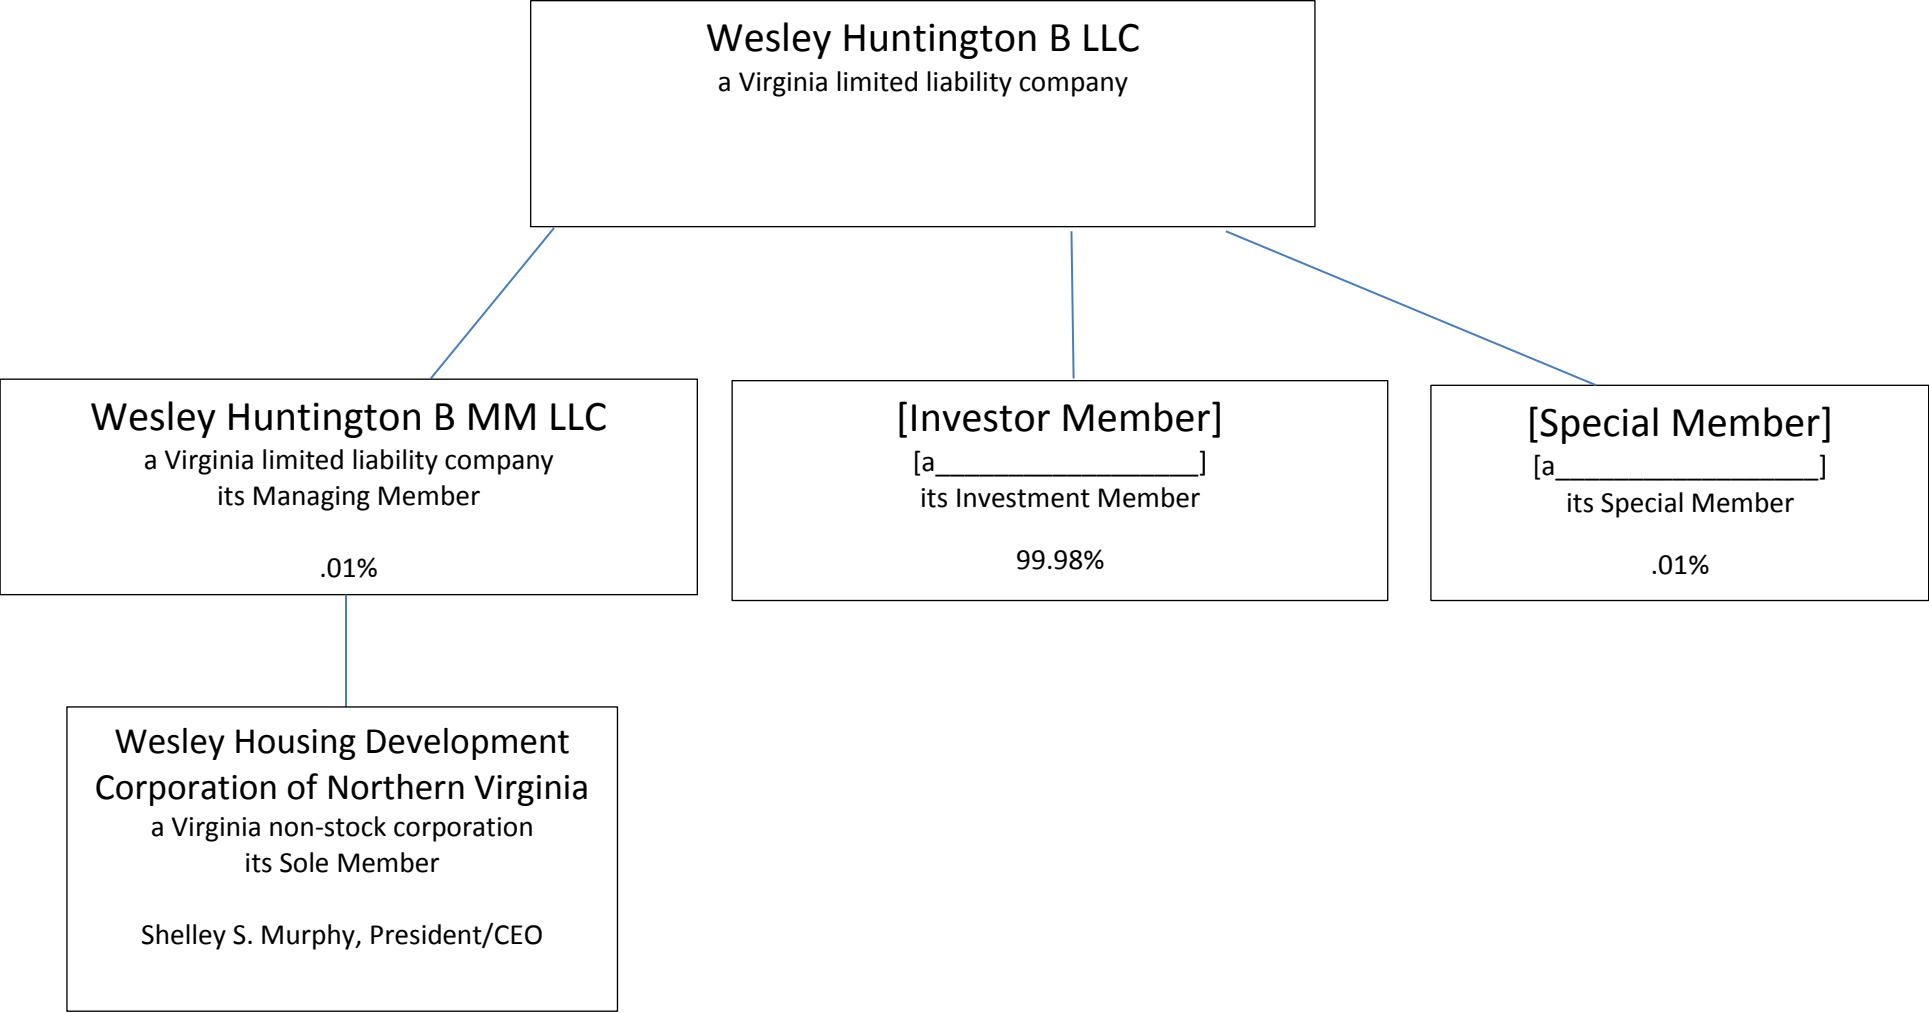 Wesley Huntington B LLC
a Virginia limited liability company
Wesley Huntington B MM LLC
a Virginia limited liability company
its Managing Member
.01%
[Investor Member]
[a__________________]
its Investment Member
99.98%
[Special Member]
[a__________________]
its Special Member
.01%
Wesley Housing Development
Corporation of Northern Virginia
a Virginia non-stock corporation
its Sole Member
Shelley S. Murphy, President/CEO